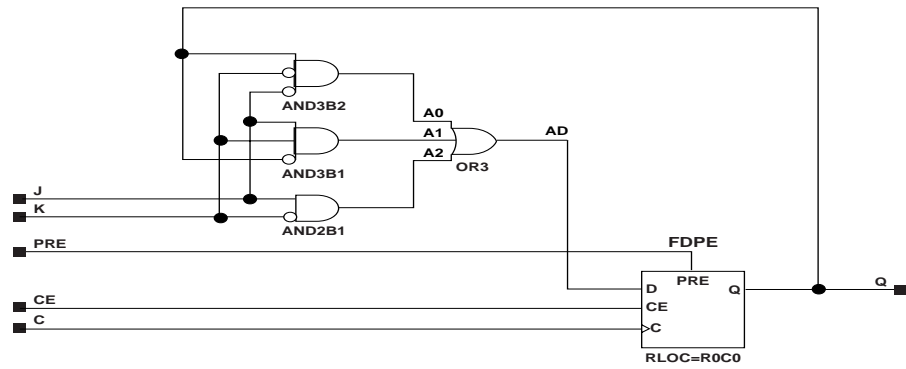 AND3B2
A0
A1
AD
AND3B1
A2
OR3
J
K
AND2B1
PRE
FDPE
PRE
Q
Q
D
CE
CE
C
C
RLOC=R0C0